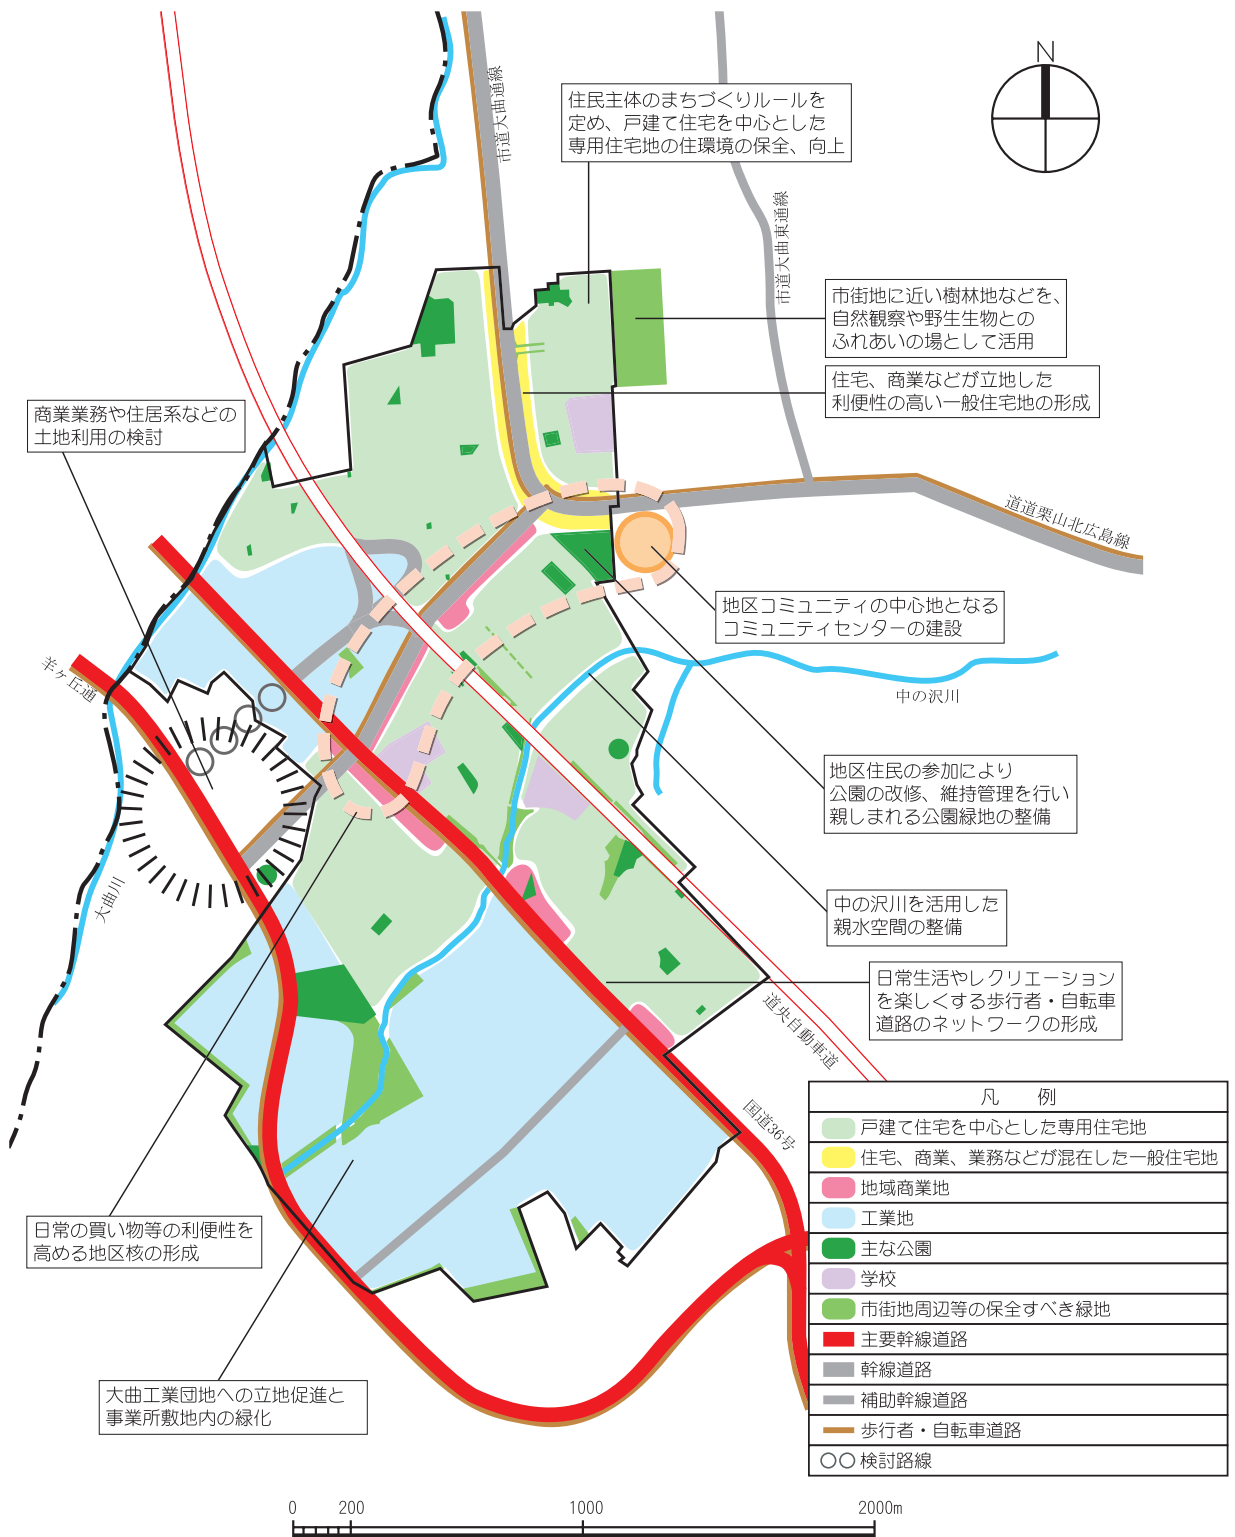 N
市道大曲通線
住民主体のまちづくりルールを
定め、戸建て住宅を中心とした
専用住宅地の住環境の保全、向上
市道大曲東通線
市街地に近い樹林地などを、
自然観察や野生生物との
ふれあいの場として活用
住宅、商業などが立地した
利便性の高い一般住宅地の形成
商業業務や住居系などの
土地利用の検討
道道栗山北広島線
地区コミュニティの中心地となる
コミュニティセンターの建設
羊ヶ丘通
中の沢川
地区住民の参加により
公園の改修、維持管理を行い
親しまれる公園緑地の整備
大曲川
中の沢川を活用した
親水空間の整備
日常生活やレクリエーション
を楽しくする歩行者・自転車
道路のネットワークの形成
道央自動車道
国道36号
日常の買い物等の利便性を
高める地区核の形成
大曲工業団地への立地促進と
事業所敷地内の緑化
凡　例
戸建て住宅を中心とした専用住宅地
住宅、商業、業務などが混在した一般住宅地
地域商業地
工業地
主な公園
学校
市街地周辺等の保全すべき緑地
主要幹線道路
幹線道路
補助幹線道路
歩行者・自転車道路
検討路線
0 200 1000 2000m